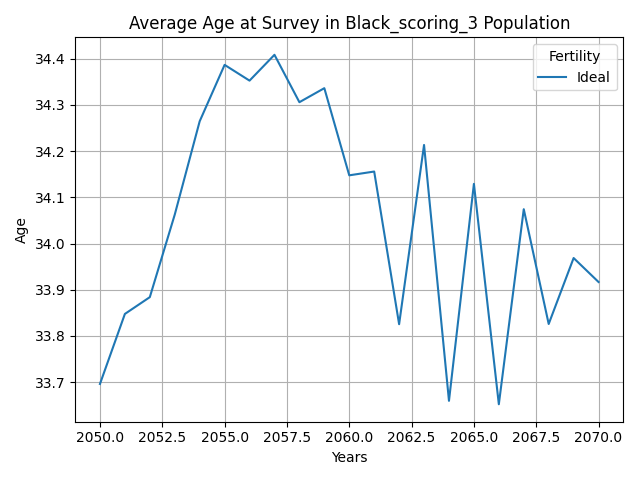 Average Age at Survey in Black_scoring_3 Population
Fertility
Ideal
Age
34.4
34.3
34.2
34.1
34.0
33.9
33.8
33.7
2050.0 2052.5 2055.0 2057.5 2060.0 2062.5 2065.0 2067.5 2070.0
Years